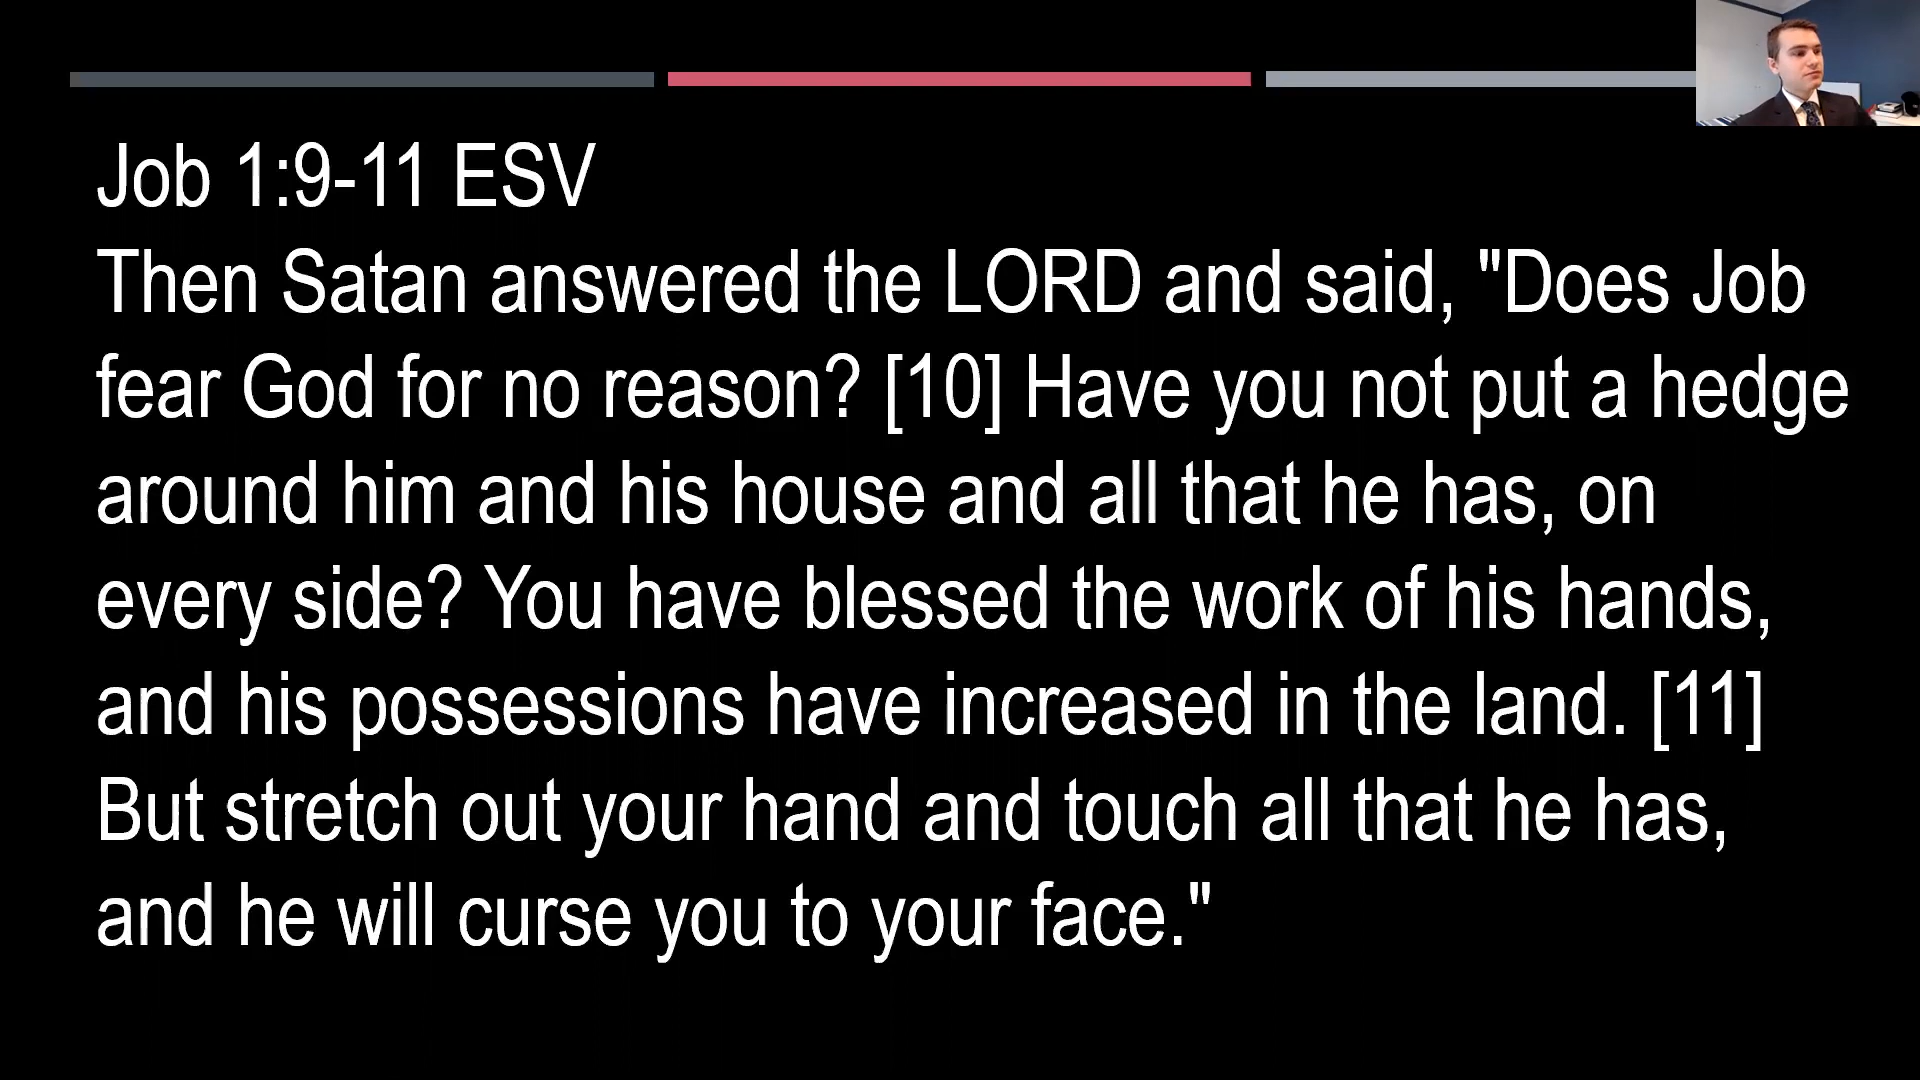 Job 1:9-11 ESV
Then Satan answered the LORD and said, "Does Job
fear God for no reason? [10] Have you not put a hedge
around him and his house and all that he has, on
every side? You have blessed the work of his hands,
and his possessions have increased in the land. [11]
But stretch out your hand and touch all that he has,
and he will curse you to your face."